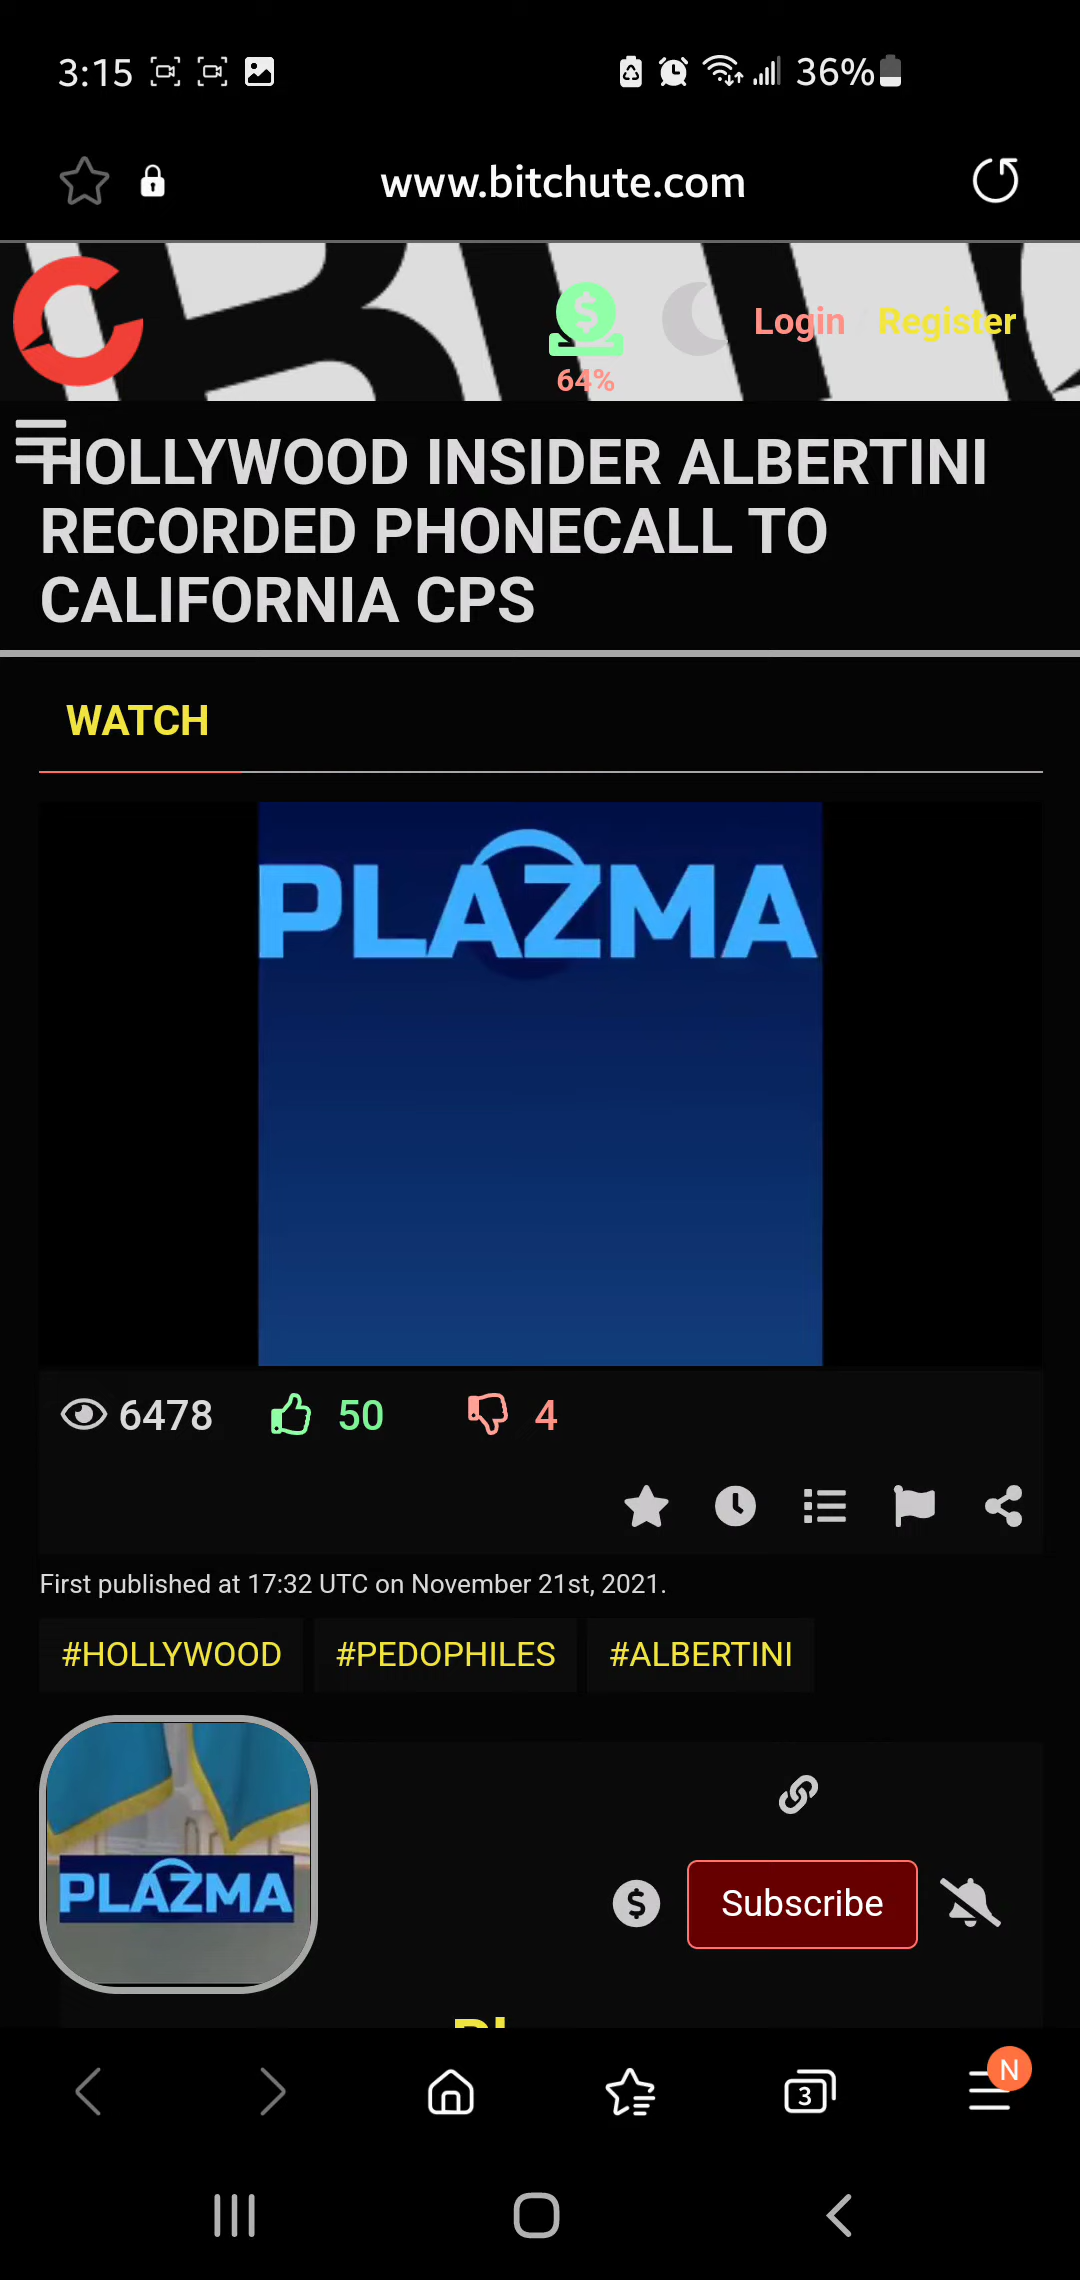 3:15
36%
www.bitchute.com
Login
Register
64%
HOLLYWOOD INSIDER ALBERTINI
RECORDED PHONECALL TO
CALIFORNIA CPS
WATCH
PLAZMA
6478
50
4
First published at 17:32 UTC on November 21st, 2021.
#HOLLYWOOD
#PEDOPHILES
#ALBERTINI
PLAZMA
Subscribe
3
N